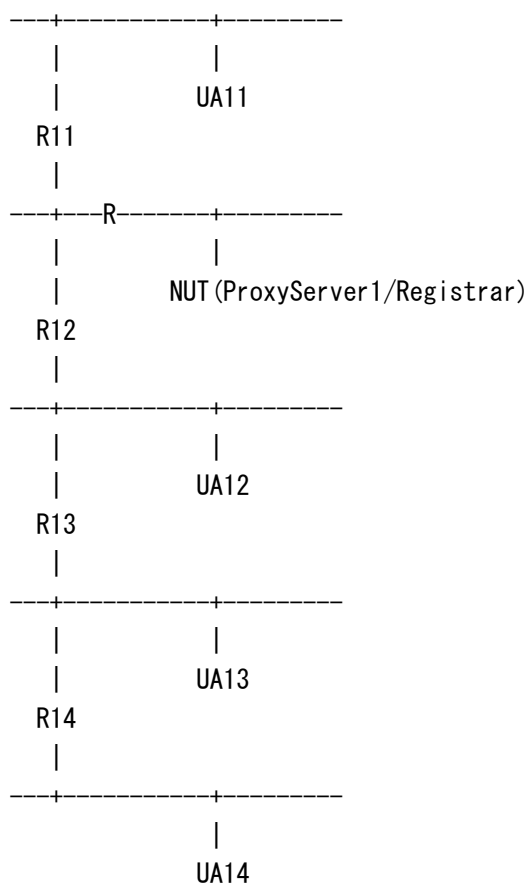 UA11
R11
R
NUT(ProxyServer1/Registrar)
R12
UA12
R13
UA13
R14
UA14